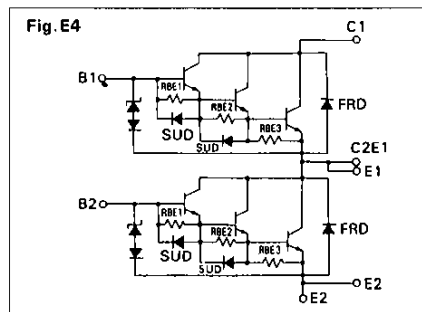 Fig. E4
C1
B1
RBE1
RBE2
RBE3
SUD
SUD
FRD
C2E1
E1
B2
RBE1
RBE2
RBE3
SUD
SUD
FRD
E2
E2